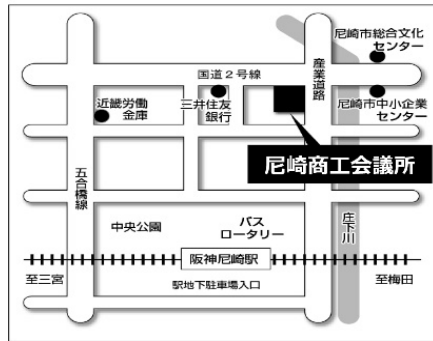 尼崎市総合文化
センター
国道２号線
産業道路
近畿労働
金庫
三井住友
銀行
尼崎市中小企業
センター
尼崎商工会議所
五合橋線
中央公園
バス
ロータリー
庄下川
阪神尼崎駅
至三宮
至梅田
駅地下駐車場入口